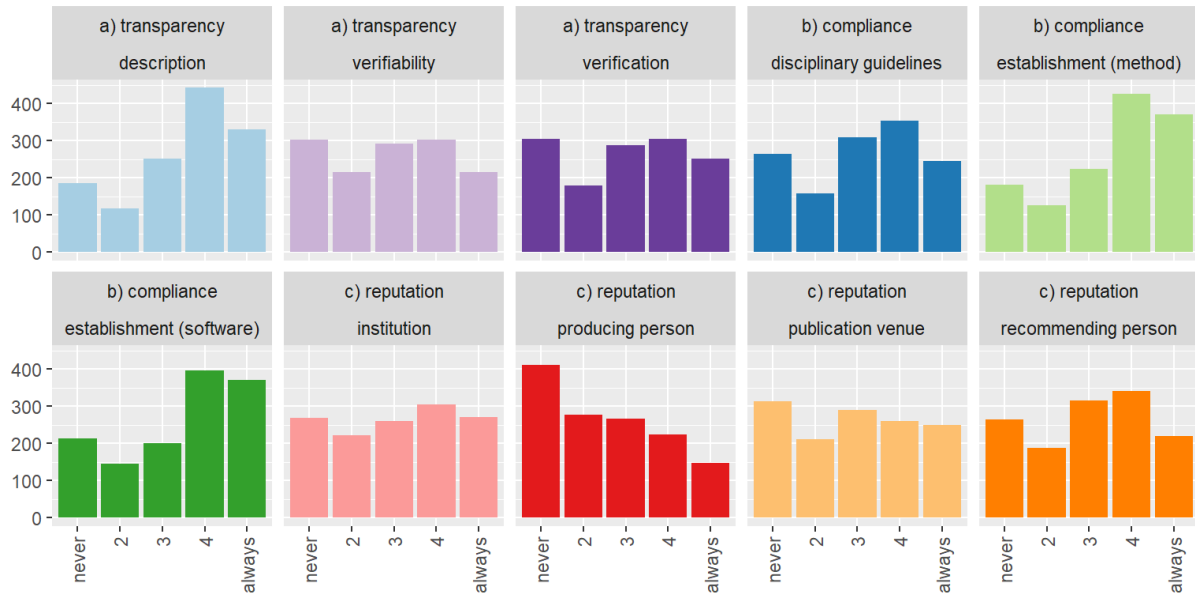 a) transparency
description
a) transparency
verifiability
a) transparency
verification
b) compliance
disciplinary guidelines
b) compliance
establishment (method)
400
300
200
100
0
b) compliance
establishment (software)
c) reputation
institution
c) reputation
producing person
c) reputation
publication venue
c) reputation
recommending person
400
300
200
100
0
never
2
3
4
always
never
2
3
4
always
never
2
3
4
always
never
2
3
4
always
never
2
3
4
always